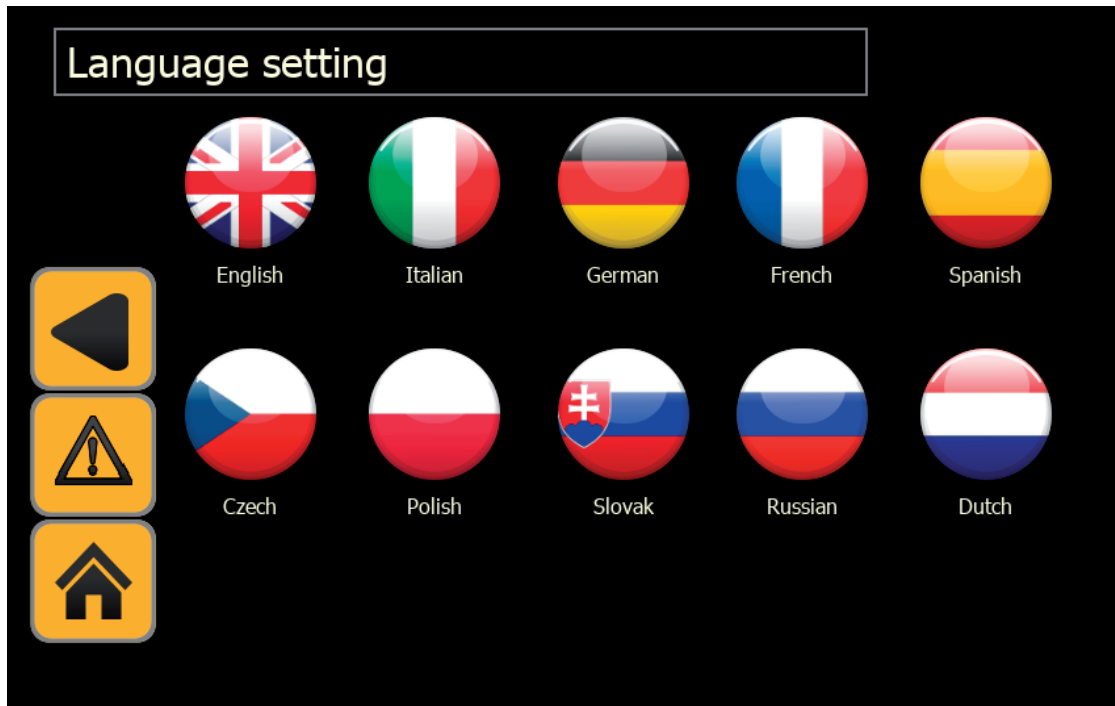 Language setting
English Italian German French Spanish
Czech Polish Slovak Russian Dutch